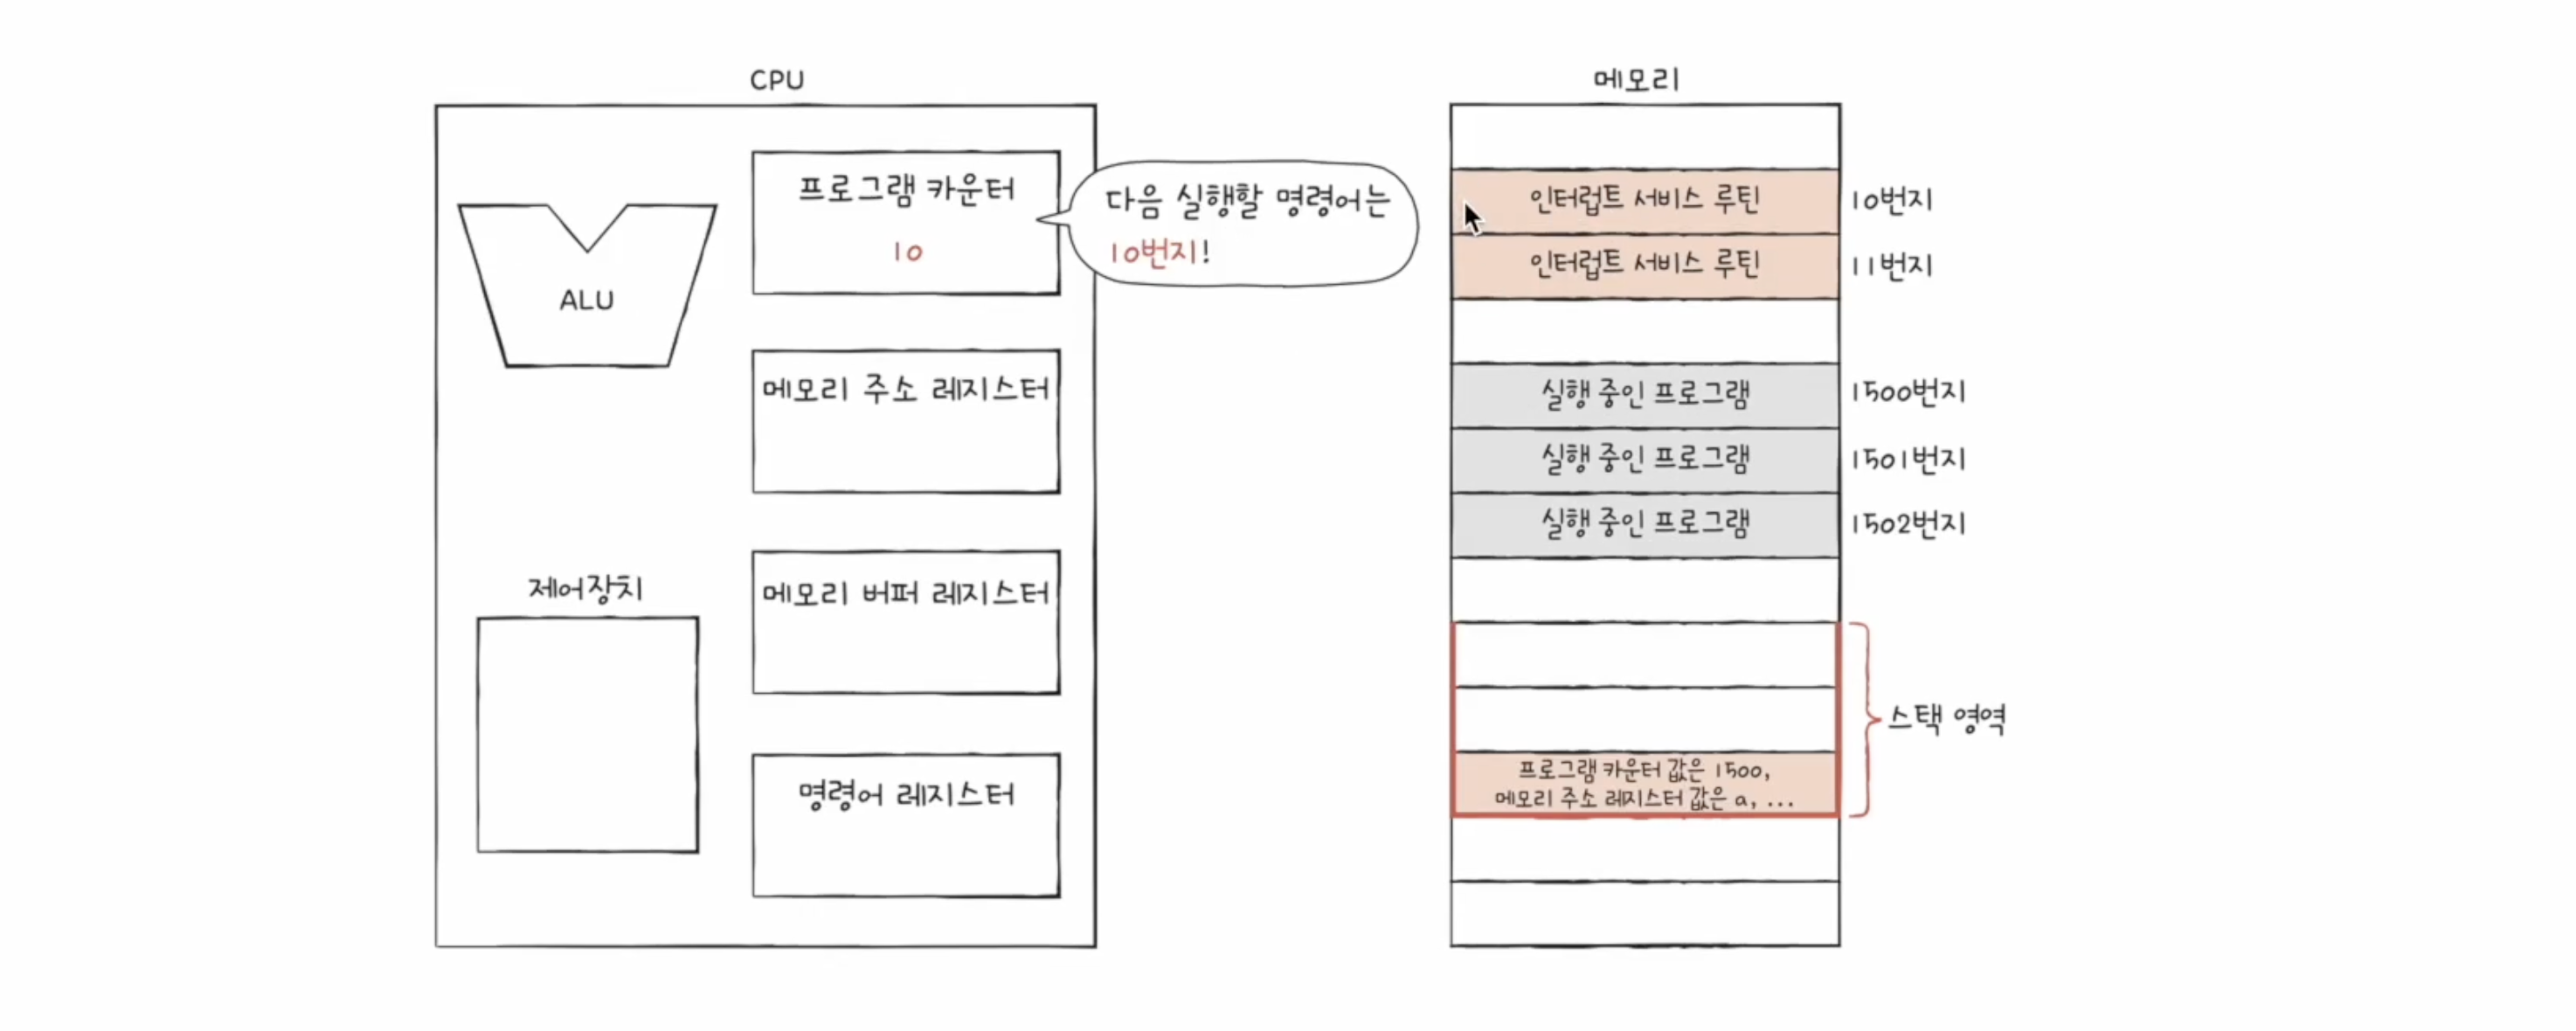 CPU
프로그램 카운터
10
다음 실행할 명령어는
10번지!
ALU
메모리 주소 레지스터
제어장치
메모리 버퍼 레지스터
명령어 레지스터
메모리
인터럽트 서비스 루틴 10번지
인터럽트 서비스 루틴 11번지
실행 중인 프로그램 1500번지
실행 중인 프로그램 1501번지
실행 중인 프로그램 1502번지
스택 영역
프로그램 카운터 값은 1500,
메모리 주소 레지스터 값은 a, ...